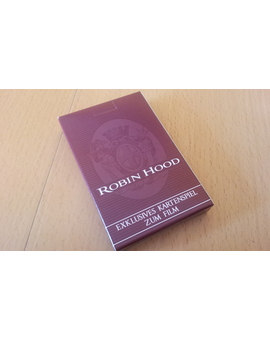 ROBIN HOOD
EXKLUSIVES KARTENSPIEL
ZUM FILM